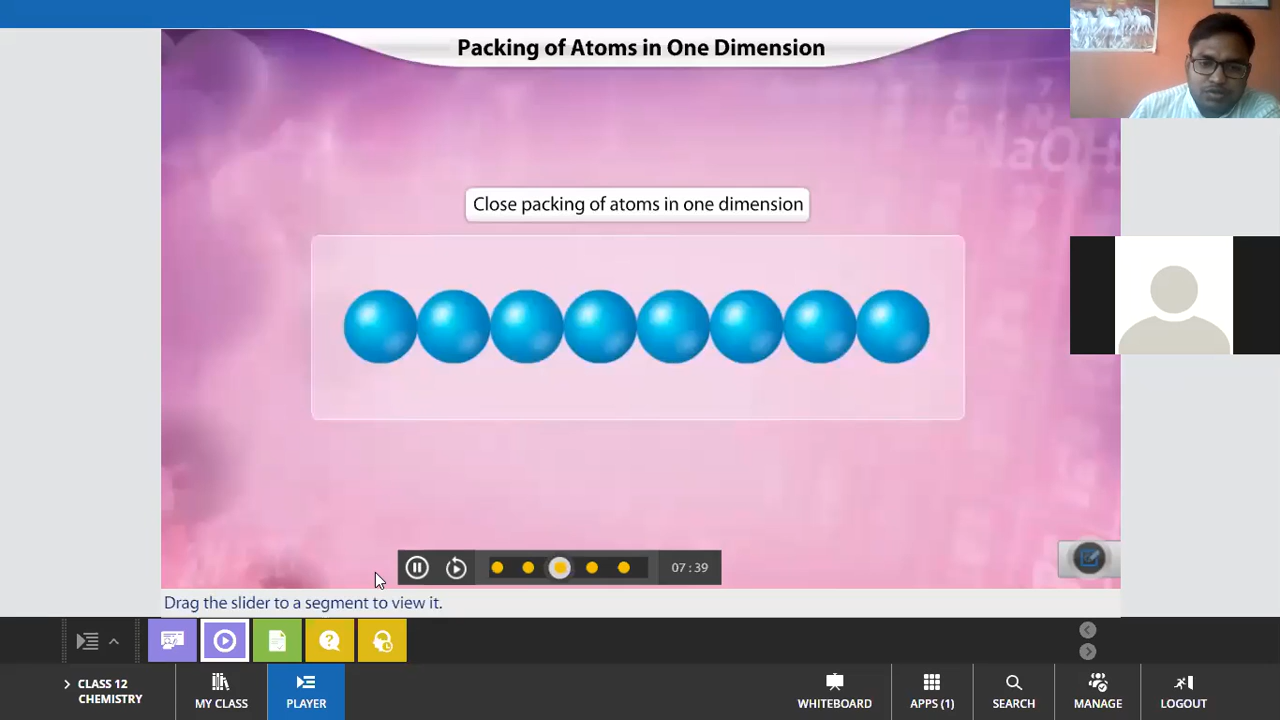 Packing of Atoms in One Dimension
NaOH
Close packing of atoms in one dimension
07 : 39
Drag the slider to a segment to view it.
CLASS 12
CHEMISTRY
MY CLASS
PLAYER
WHITEBOARD
APPS (1)
SEARCH
MANAGE
LOGOUT